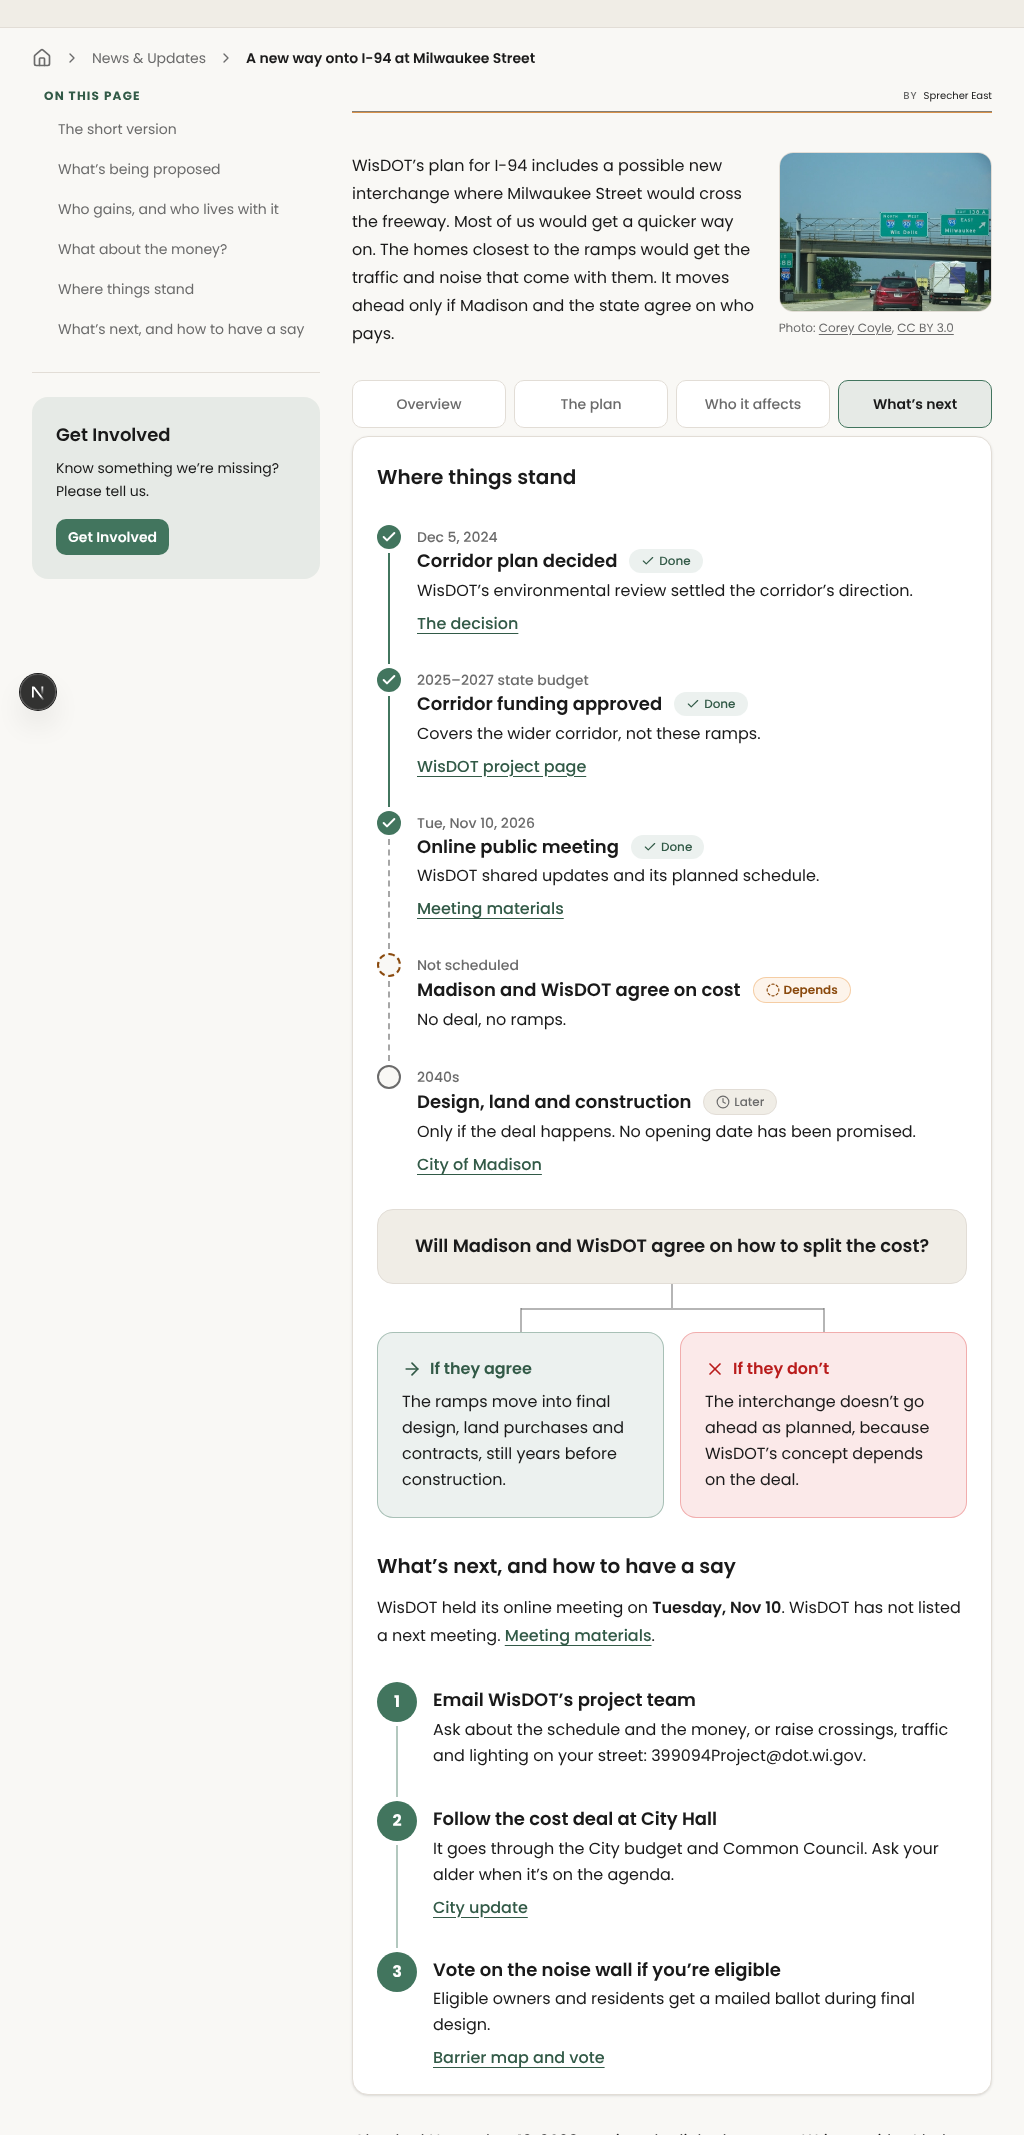 News & Updates
A new way onto I-94 at Milwaukee Street
ON THIS PAGE
The short version
What's being proposed
Who gains, and who lives with it
What about the money?
Where things stand
What's next, and how to have a say
Get Involved
Know something we're missing?
Please tell us.
Get Involved
N
BY Sprecher East
WisDOT's plan for I-94 includes a possible new
interchange where Milwaukee Street would cross
the freeway. Most of us would get a quicker way
on. The homes closest to the ramps would get the
traffic and noise that come with them. It moves
ahead only if Madison and the state agree on who
pays.
NORTH WEST
39 90 94
Wis Dells
EAST
94
Milwaukee
Photo: Corey Coyle, CC BY 3.0
Overview
The plan
Who it affects
What's next
Where things stand
Dec 5, 2024
Corridor plan decided Done
WisDOT's environmental review settled the corridor's direction.
The decision
2025–2027 state budget
Corridor funding approved Done
Covers the wider corridor, not these ramps.
WisDOT project page
Tue, Nov 10, 2026
Online public meeting Done
WisDOT shared updates and its planned schedule.
Meeting materials
Not scheduled
Madison and WisDOT agree on cost Depends
No deal, no ramps.
2040s
Design, land and construction Later
Only if the deal happens. No opening date has been promised.
City of Madison
Will Madison and WisDOT agree on how to split the cost?
If they agree
The ramps move into final
design, land purchases and
contracts, still years before
construction.
If they don't
The interchange doesn't go
ahead as planned, because
WisDOT's concept depends
on the deal.
What's next, and how to have a say
WisDOT held its online meeting on Tuesday, Nov 10. WisDOT has not listed
a next meeting. Meeting materials.
1
Email WisDOT's project team
Ask about the schedule and the money, or raise crossings, traffic
and lighting on your street: 399094Project@dot.wi.gov.
2
Follow the cost deal at City Hall
It goes through the City budget and Common Council. Ask your
alder when it's on the agenda.
City update
3
Vote on the noise wall if you're eligible
Eligible owners and residents get a mailed ballot during final
design.
Barrier map and vote